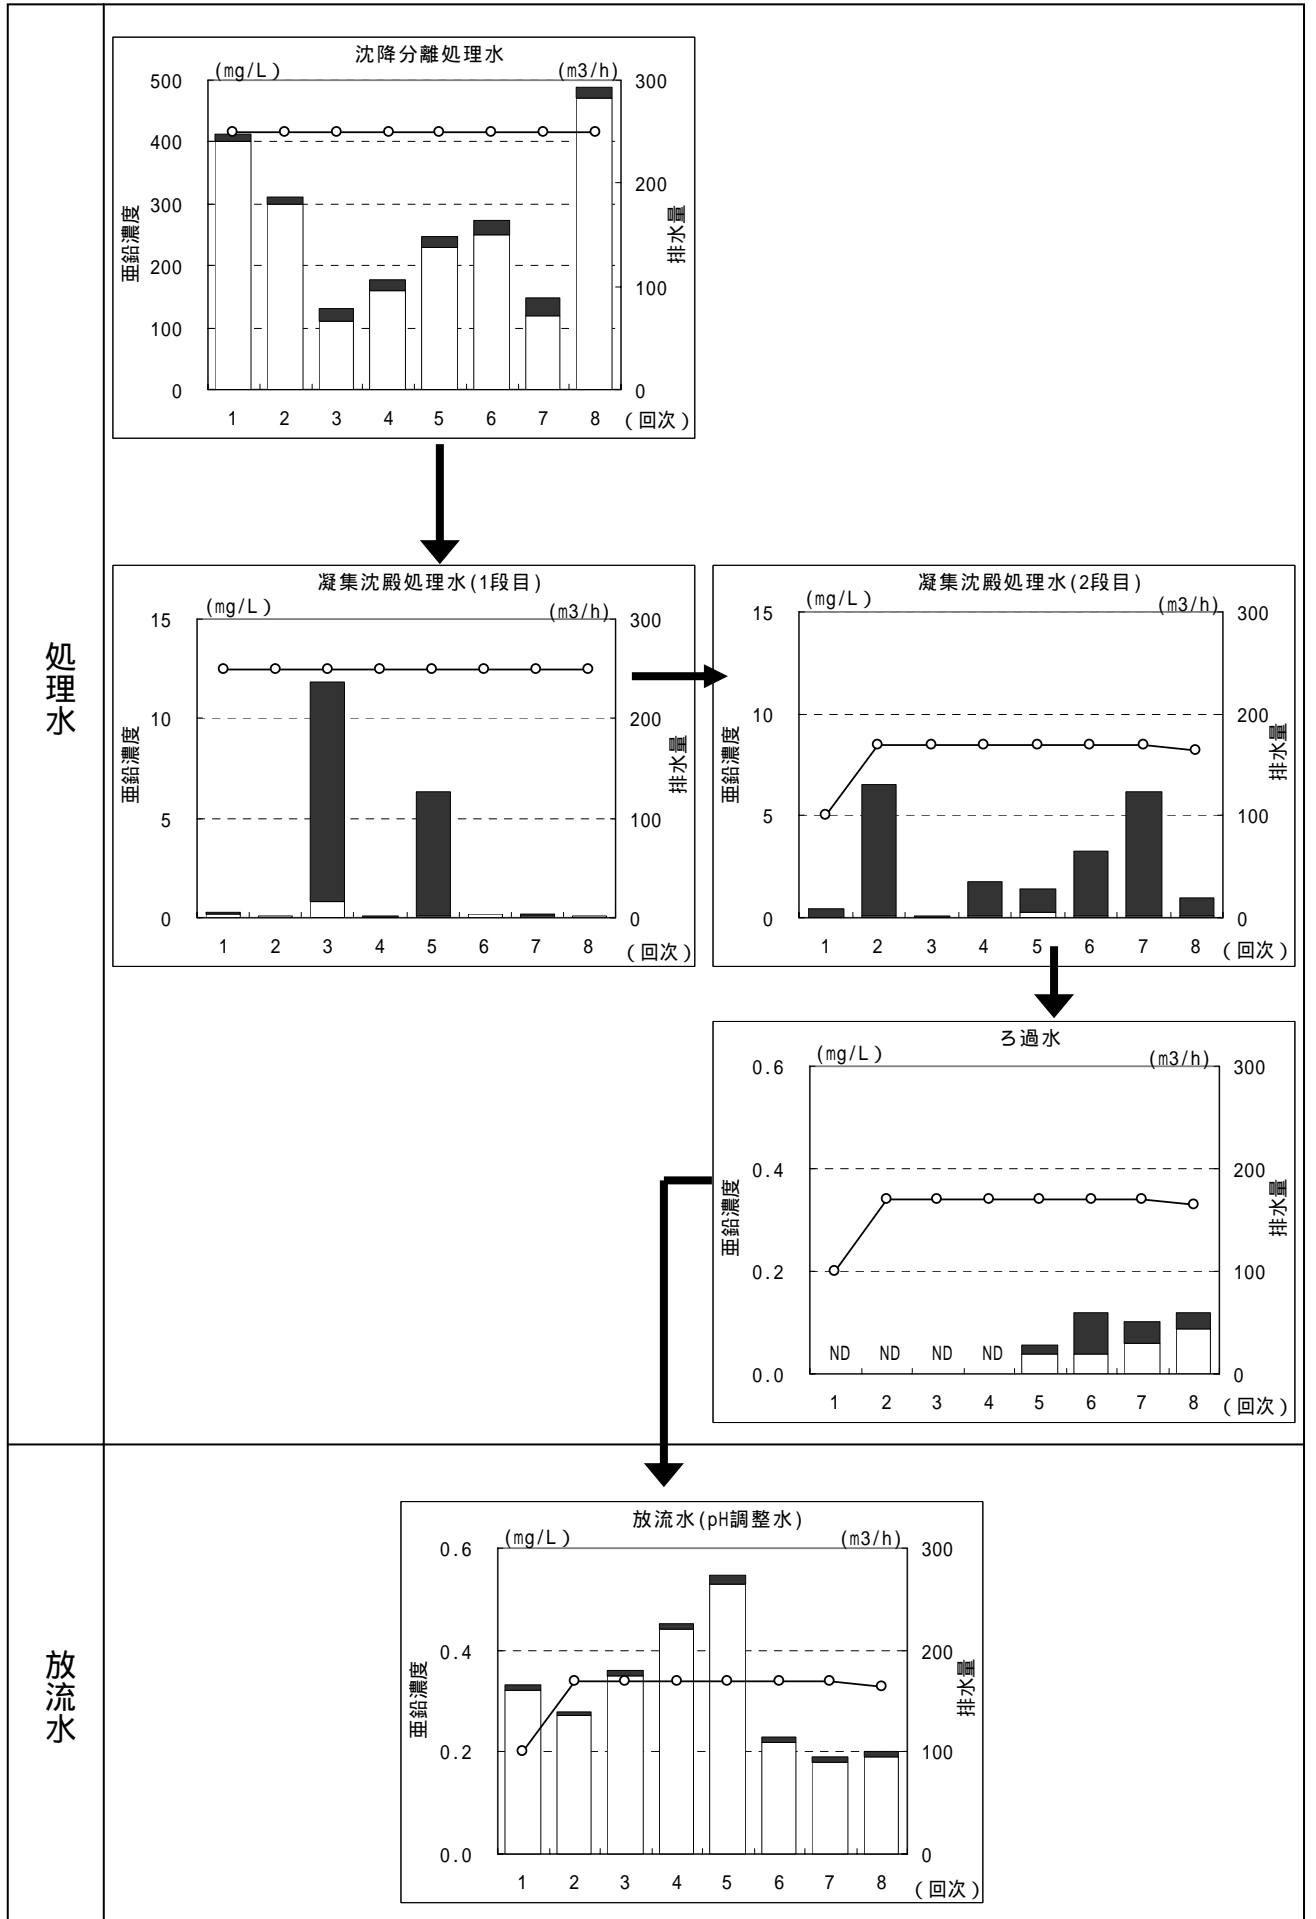 処理水
沈降分離処理水
(mg/L)
(m3/h)
500
400
300
200
100
0
亜鉛濃度
300
200
100
0
排水量
1 2 3 4 5 6 7 8 (回次)
凝集沈殿処理水(1段目)
(mg/L)
(m3/h)
15
10
5
0
亜鉛濃度
300
200
100
0
排水量
1 2 3 4 5 6 7 8 (回次)
凝集沈殿処理水(2段目)
(mg/L)
(m3/h)
15
10
5
0
亜鉛濃度
300
200
100
0
排水量
1 2 3 4 5 6 7 8 (回次)
ろ過水
(mg/L)
(m3/h)
0.6
0.4
0.2
0.0
亜鉛濃度
300
200
100
0
排水量
ND ND ND ND
1 2 3 4 5 6 7 8 (回次)
放流水
放流水(pH調整水)
(mg/L)
(m3/h)
0.6
0.4
0.2
0.0
亜鉛濃度
300
200
100
0
排水量
1 2 3 4 5 6 7 8 (回次)